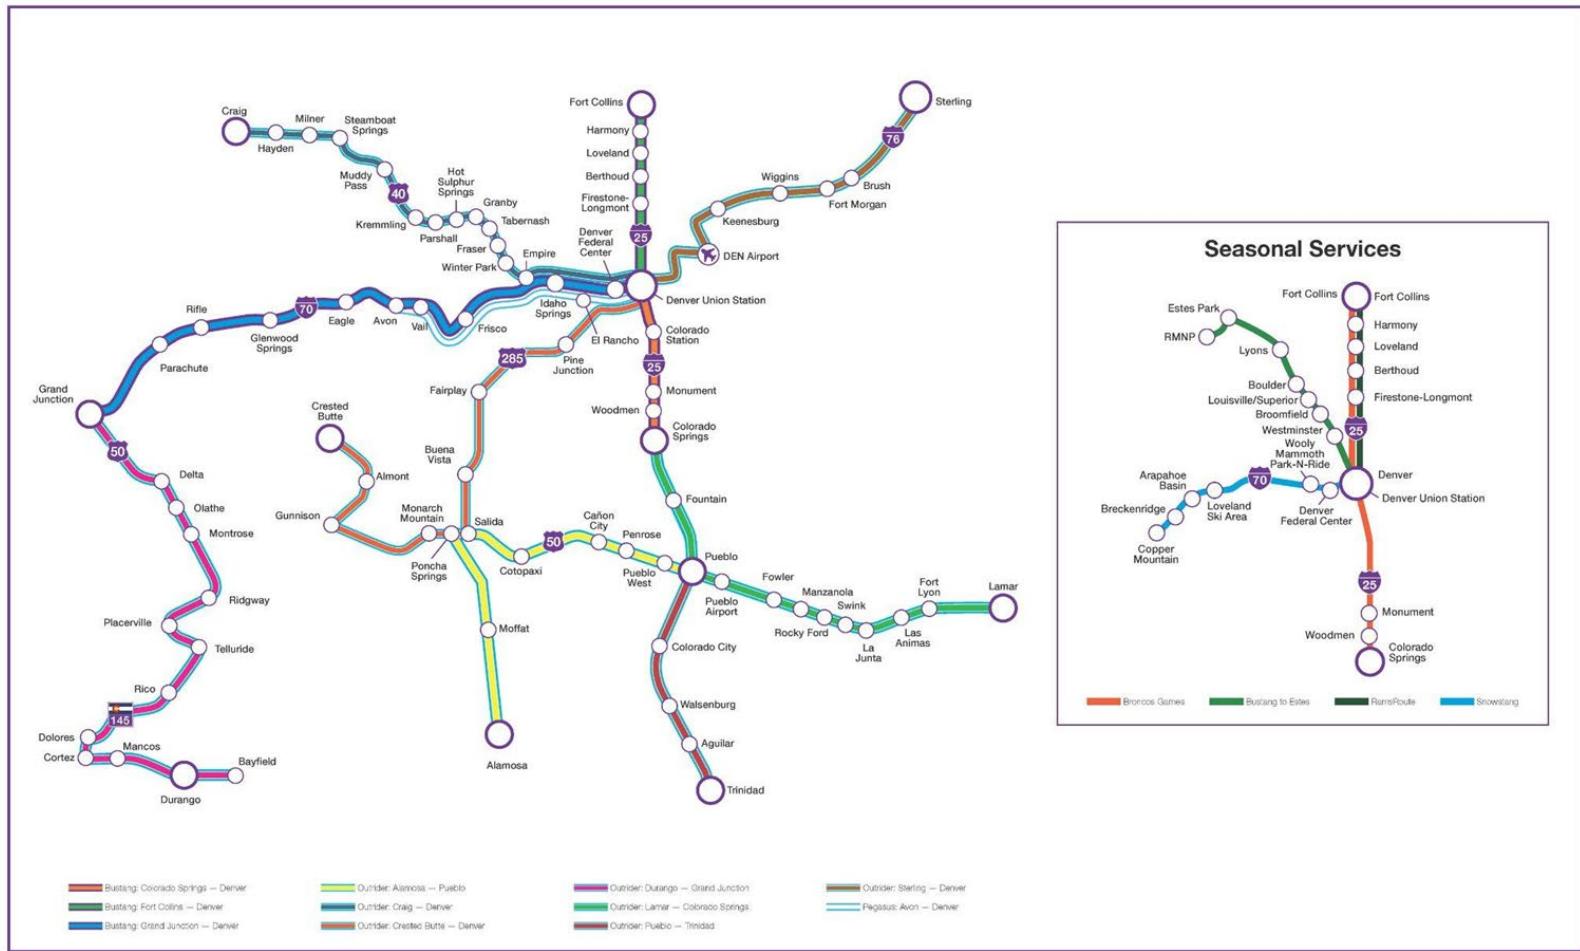 Craig
Hayden
Milner
Steamboat
Springs
Muddy
Pass
40
Kremmling
Parshall
Hot
Sulphur
Springs
Granby
Tabernash
Fraser
Winter Park
Empire
Fort Collins
Harmony
Loveland
Berthoud
Firestone-
Longmont
25
Denver
Federal
Center
Sterling
76
Brush
Fort Morgan
Wiggins
Keenesburg
DEN Airport
Denver Union Station
Idaho
Springs
El Rancho
Frisco
Vail
Avon
Eagle
70
Glenwood
Springs
Rifle
Parachute
Grand
Junction
50
Delta
Olathe
Montrose
Ridgway
Placerville
Telluride
Rico
145
Dolores
Cortez
Mancos
Durango
Bayfield
Colorado
Station
25
Monument
Woodmen
Colorado
Springs
Pine
Junction
285
Fairplay
Buena
Vista
Crested
Butte
Almont
Gunnison
Monarch
Mountain
Poncha
Springs
Salida
Cotopaxi
50
Cañon
City
Penrose
Pueblo
West
Moffat
Alamosa
Fountain
Pueblo
Pueblo
Airport
Fowler
Manzanola
Rocky Ford
Swink
La
Junta
Las
Animas
Fort
Lyon
Lamar
Colorado City
Walsenburg
Aguilar
Trinidad
Bustang: Colorado Springs — Denver
Bustang: Fort Collins — Denver
Bustang: Grand Junction — Denver
Outrider: Alamosa — Pueblo
Outrider: Craig — Denver
Outrider: Crested Butte — Denver
Outrider: Durango — Grand Junction
Outrider: Lamar — Colorado Springs
Outrider: Pueblo — Trinidad
Outrider: Sterling — Denver
Pegasus: Avon — Denver
Seasonal Services
Fort Collins
Fort Collins
Harmony
Loveland
Berthoud
Firestone-Longmont
25
Estes Park
RMNP
Lyons
Boulder
Louisville/Superior
Broomfield
Westminster
Wooly
Mammoth
Park-N-Ride
70
Arapahoe
Basin
Breckenridge
Copper
Mountain
Loveland
Ski Area
Denver
Federal Center
Denver
Denver Union Station
25
Monument
Woodmen
Colorado
Springs
Broncos Games
Bustang to Estes
RamsRoute
Snowstang